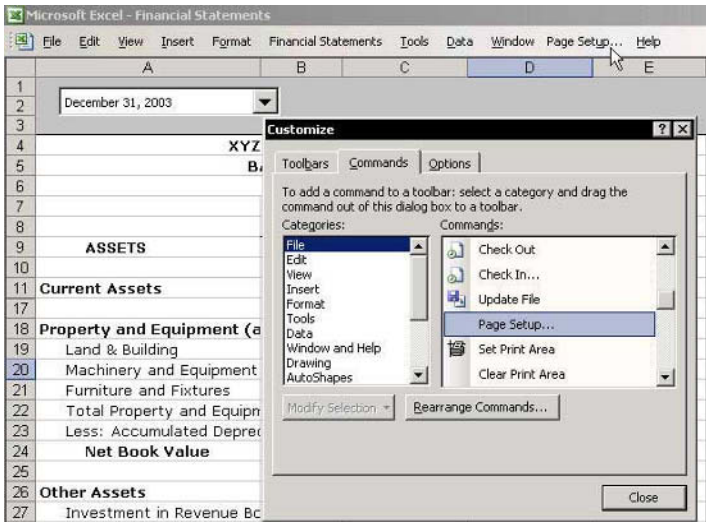 Microsoft Excel - Financial Statements
File Edit View Insert Format Financial Statements Tools Data Window Page Setup... Help
A B C D E
1
2 December 31, 2003
3
Customize
4 XYZ
Toolbars Commands Options
5
6
To add a command to a toolbar: select a category and drag the
7 command out of this dialog box to a toolbar.
8 Categories: Commands:
File
Edit
View
Insert
Format
Tools
Data
Window and Help
Drawing
AutoShapes
Check Out
Check In...
Update File
Page Setup...
Set Print Area
Clear Print Area
Modify Selection Rearrange Commands...
Close
9 ASSETS
10
11 Current Assets
17
18 Property and Equipment (a
19 Land & Building
20 Machinery and Equipment
21 Furniture and Fixtures
22 Total Property and Equipm
23 Less: Accumulated Deprec
24 Net Book Value
25
26 Other Assets
27 Investment in Revenue Bo